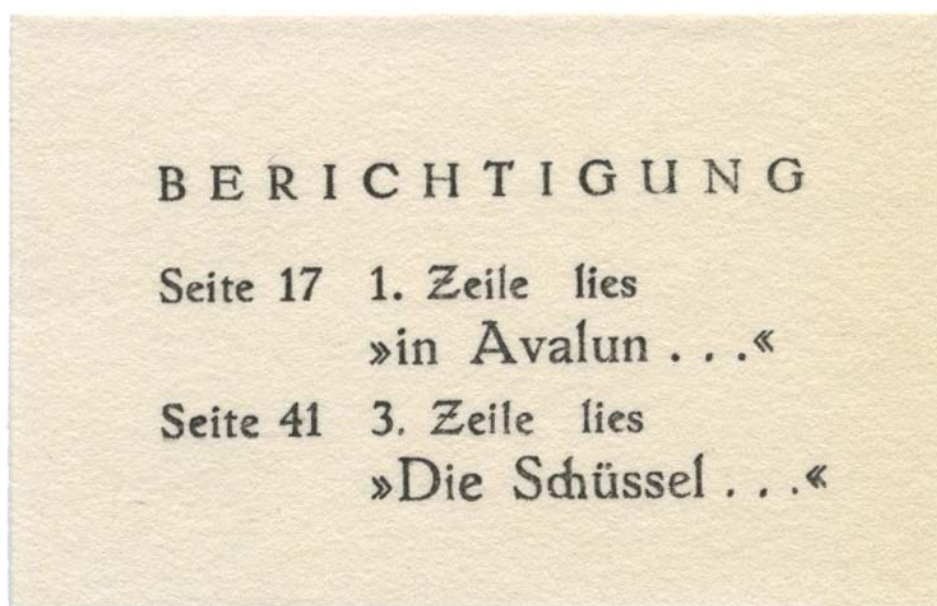 BERICHTIGUNG
Seite 17 1. Zeile lies
»in Avalun . . .«
Seite 41 3. Zeile lies
»Die Schüssel . . .«